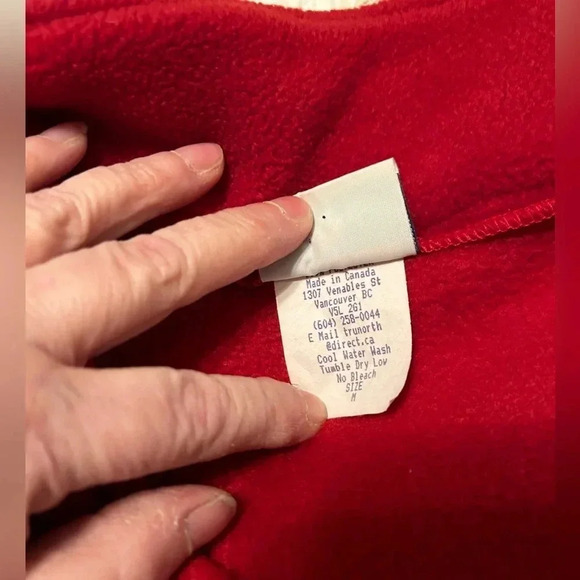 Made in Canada
1307 Venables St
Vancouver BC
V5L 2G1
(604) 258-0044
E Mail trunorth
@direct.ca
Cool Water Wash
Tumble Dry Low
No Bleach
SIZE
M